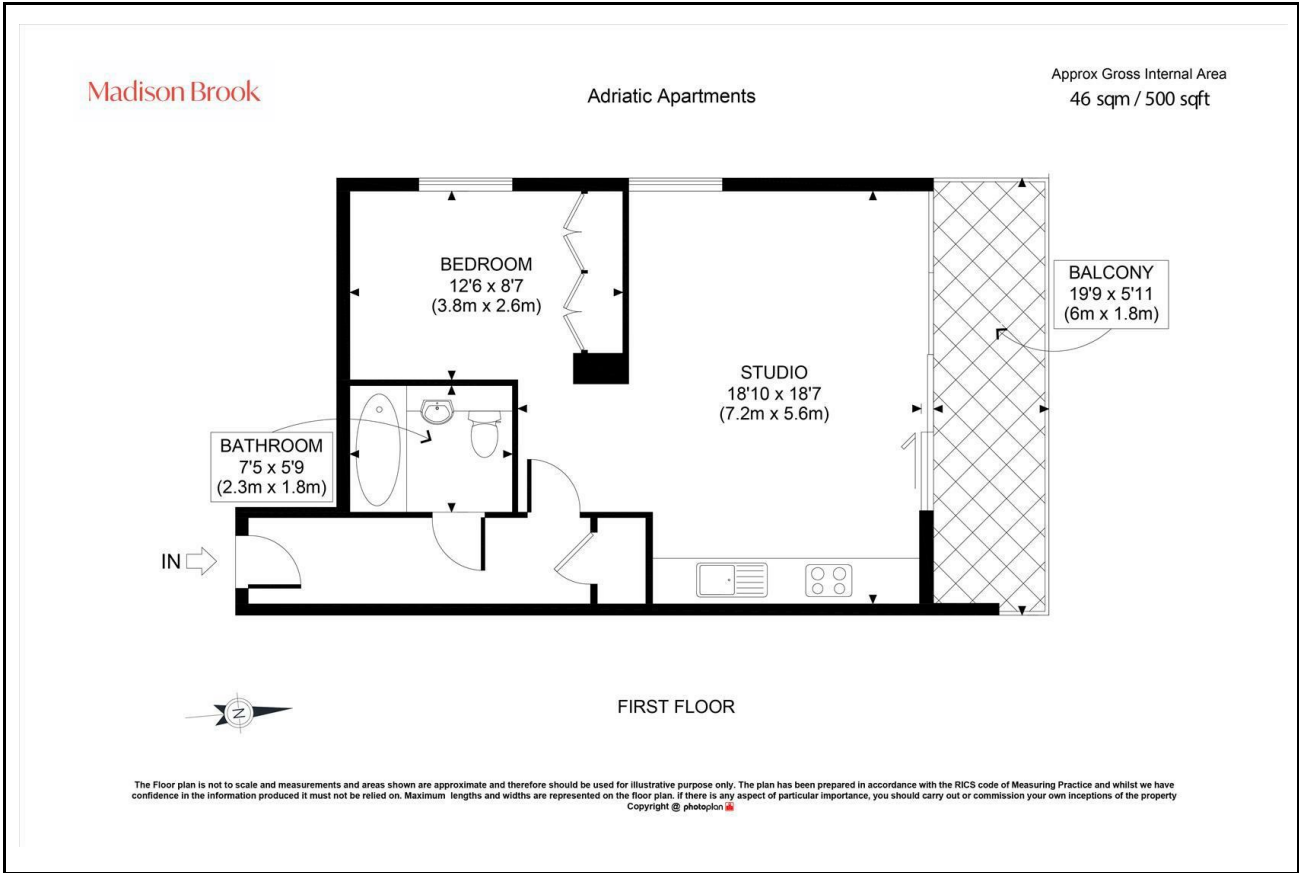 Madison Brook
Adriatic Apartments
Approx Gross Internal Area
46 sqm / 500 sqft
BEDROOM
12'6 x 8'7
(3.8m x 2.6m)
BALCONY
19'9 x 5'11
(6m x 1.8m)
STUDIO
18'10 x 18'7
(7.2m x 5.6m)
BATHROOM
7'5 x 5'9
(2.3m x 1.8m)
IN
N
FIRST FLOOR
The Floor plan is not to scale and measurements and areas shown are approximate and therefore should be used for illustrative purpose only. The plan has been prepared in accordance with the RICS code of Measuring Practice and whilst we have
confidence in the information produced it must not be relied on. Maximum lengths and widths are represented on the floor plan. if there is any aspect of particular importance, you should carry out or commission your own inceptions of the property
Copyright @ photoplan